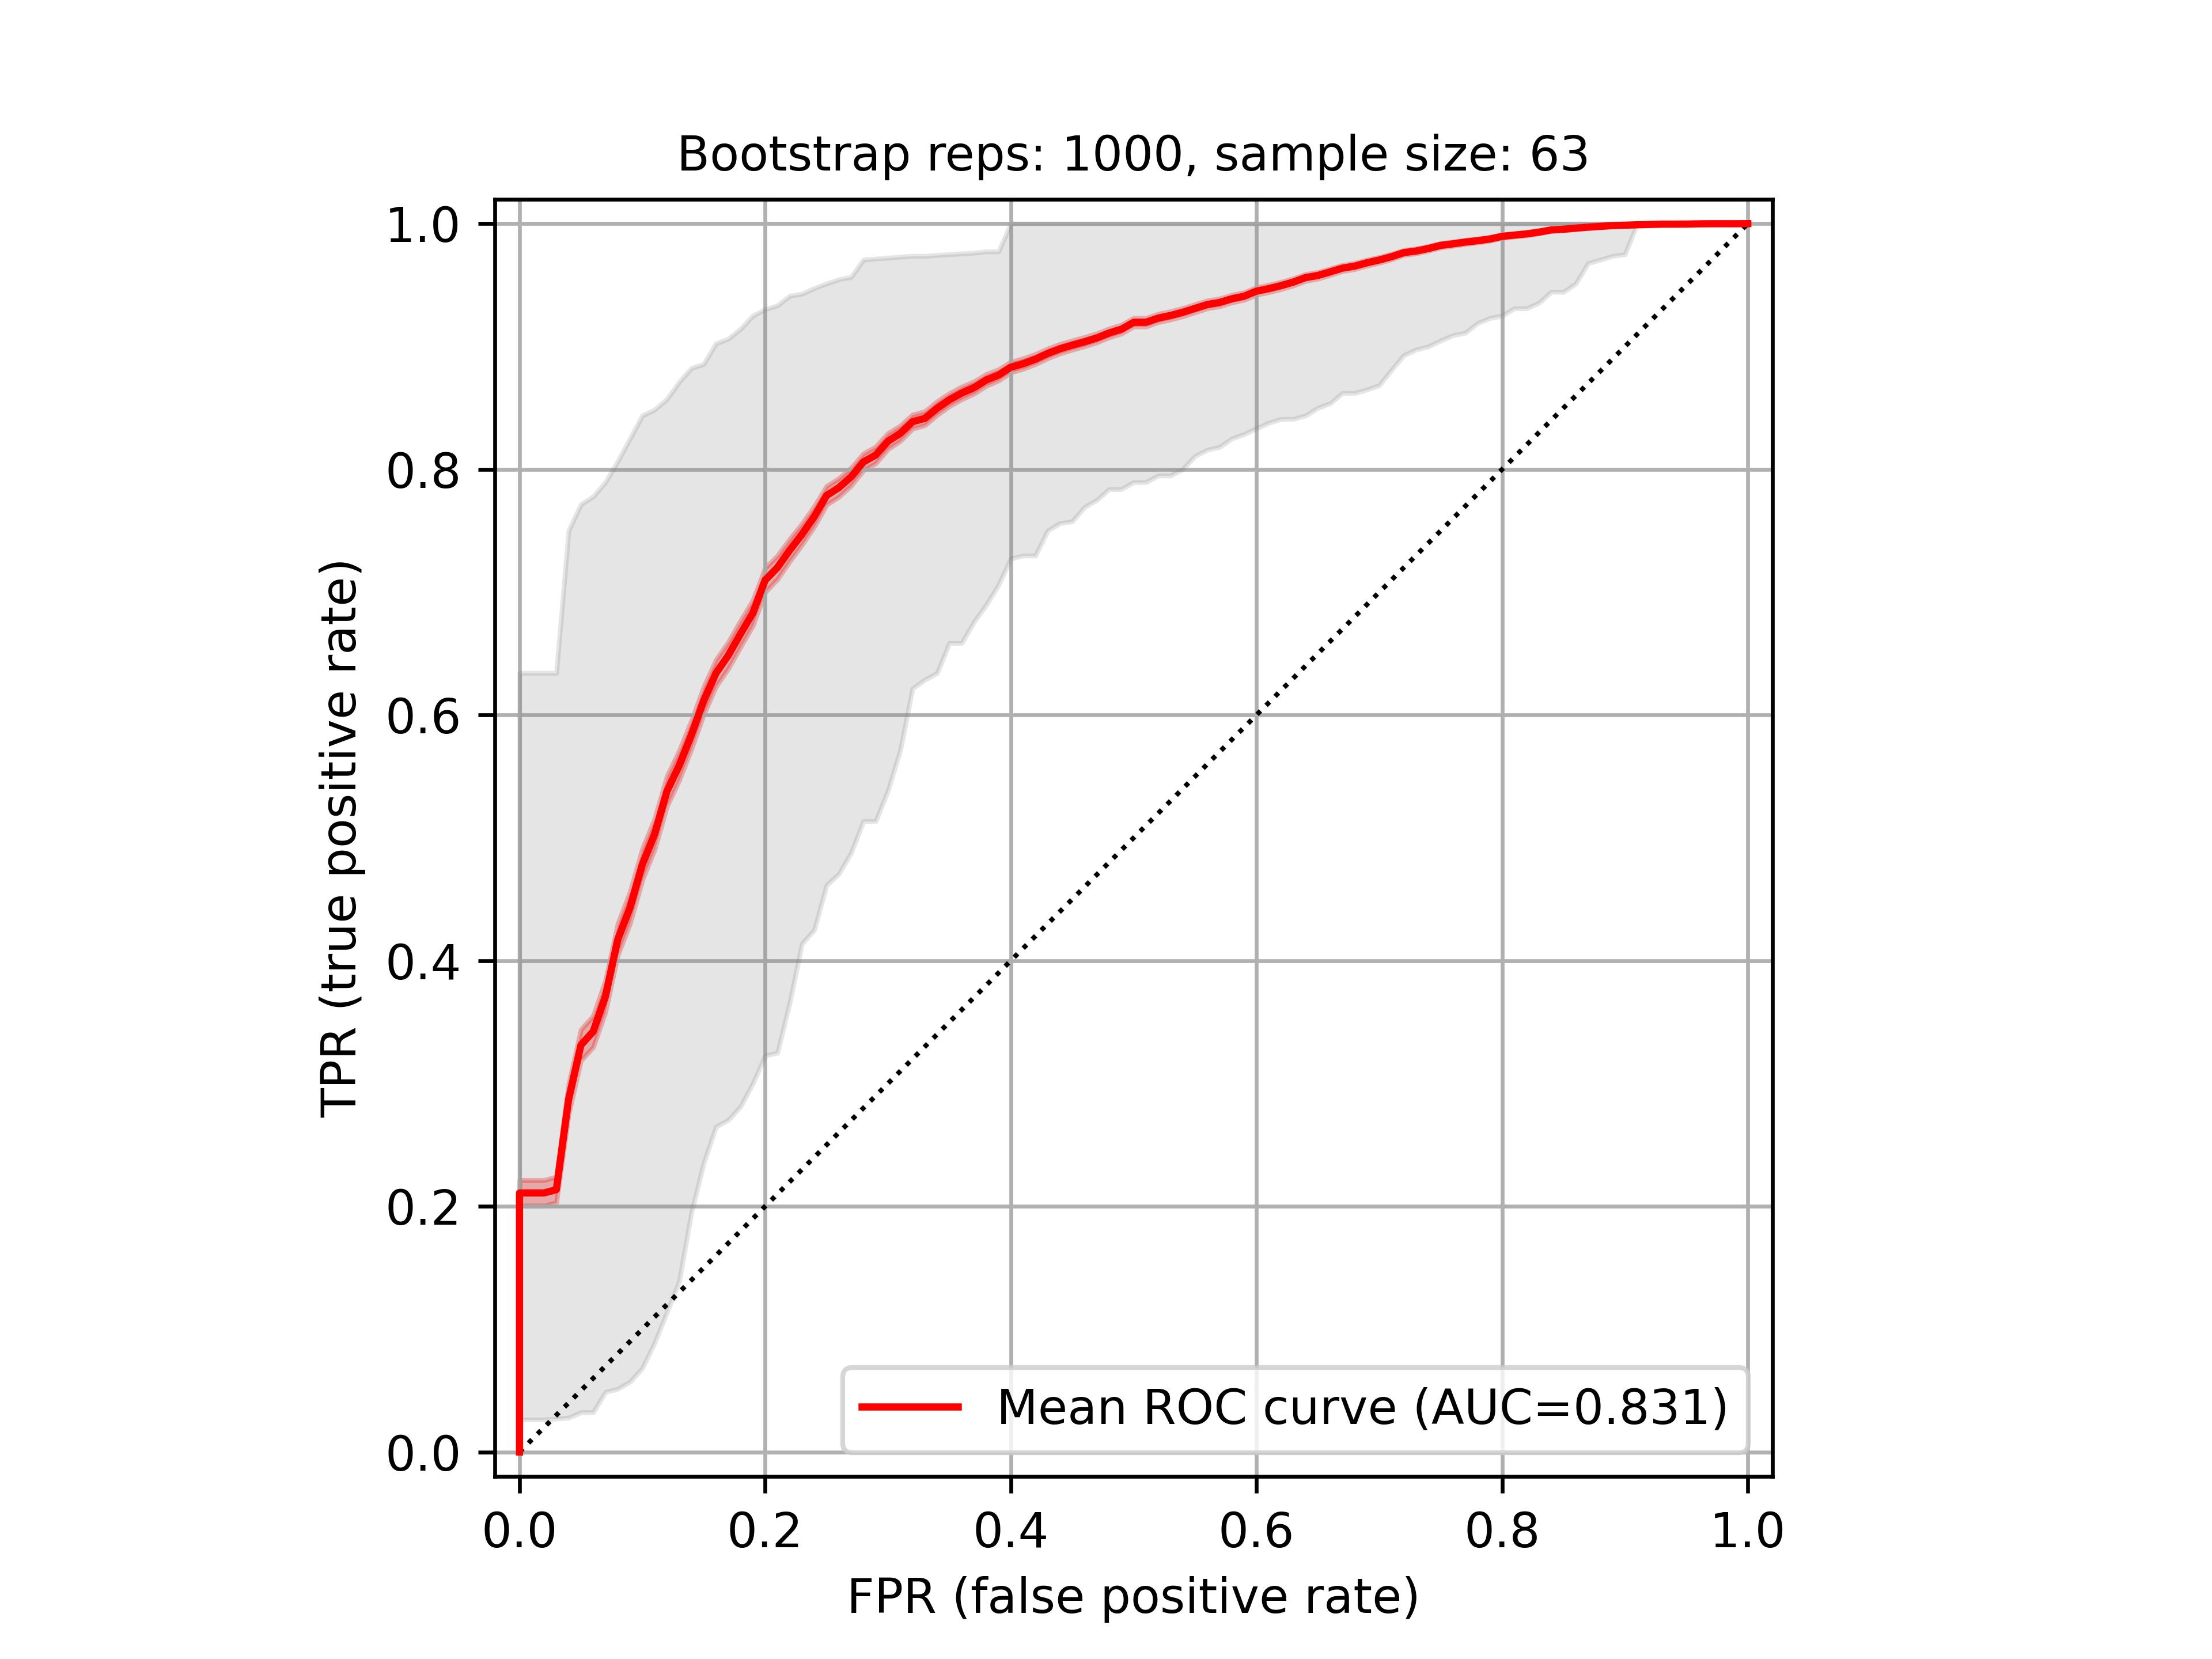 Bootstrap reps: 1000, sample size: 63
1.0
0.8
0.6
0.4
0.2
0.0
TPR (true positive rate)
Mean ROC curve (AUC=0.831)
0.0 0.2 0.4 0.6 0.8 1.0
FPR (false positive rate)